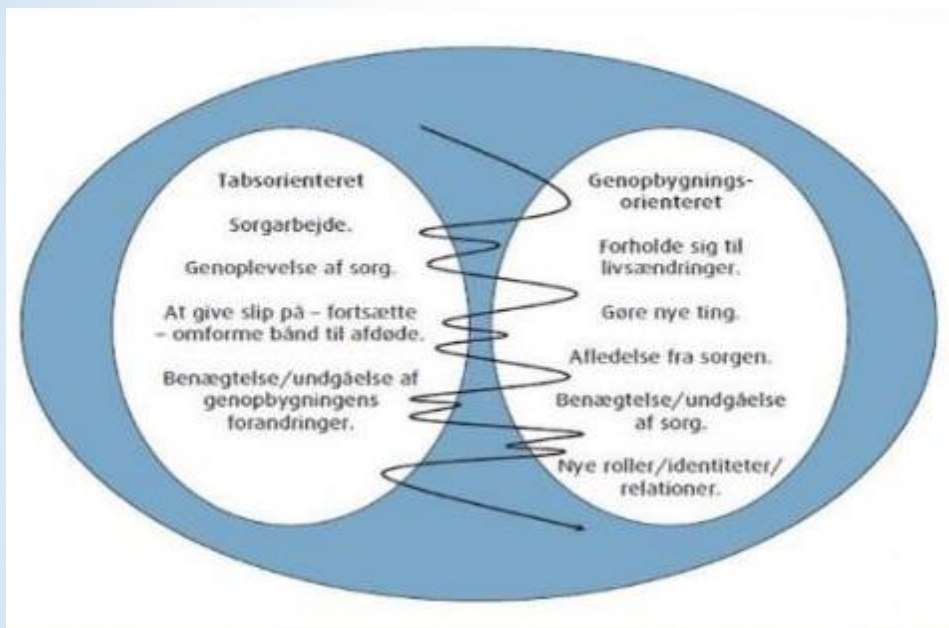 Tabsorienteret
Sorgarbejde.
Genoplevelse af sorg.
At give slip på – fortsætte
– omforme bånd til afdøde.
Benægtelse/undgåelse af
genopbygningens
forandringer.
Genopbygnings-
orienteret
Forholde sig til
livsændringer.
Gøre nye ting.
Afledelse fra sorgen.
Benægtelse/undgåelse
af sorg.
Nye roller/identiteter/
relationer.